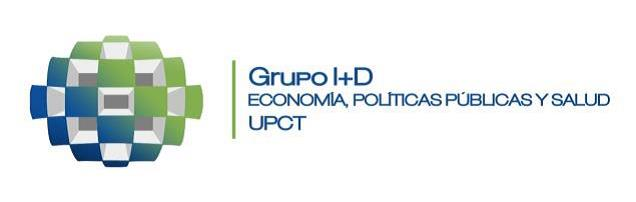 Grupo I+D
ECONOMÍA, POLÍTICAS PÚBLICAS Y SALUD
UPCT